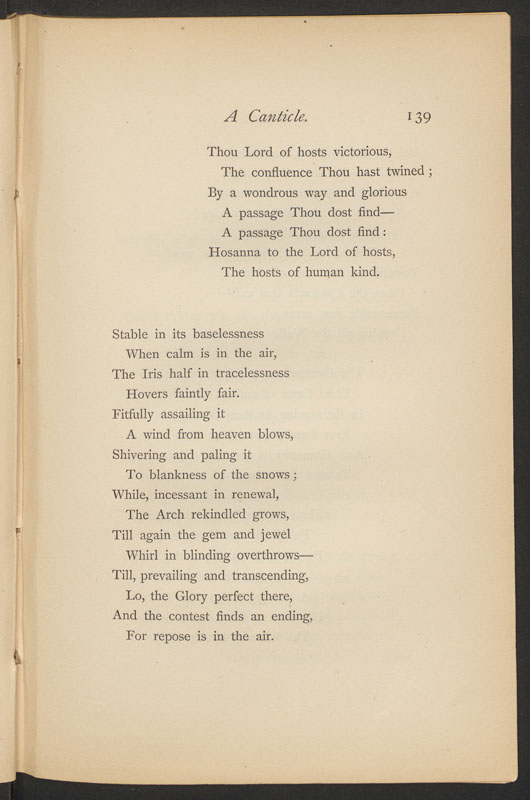 A Canticle. 139
Thou Lord of hosts victorious,
The confluence Thou hast twined ;
By a wondrous way and glorious
A passage Thou dost find—
A passage Thou dost find :
Hosanna to the Lord of hosts,
The hosts of human kind.
Stable in its baselessness
When calm is in the air,
The Iris half in tracelessness
Hovers faintly fair.
Fitfully assailing it
A wind from heaven blows,
Shivering and paling it
To blankness of the snows ;
While, incessant in renewal,
The Arch rekindled grows,
Till again the gem and jewel
Whirl in blinding overthrows—
Till, prevailing and transcending,
Lo, the Glory perfect there,
And the contest finds an ending,
For repose is in the air.